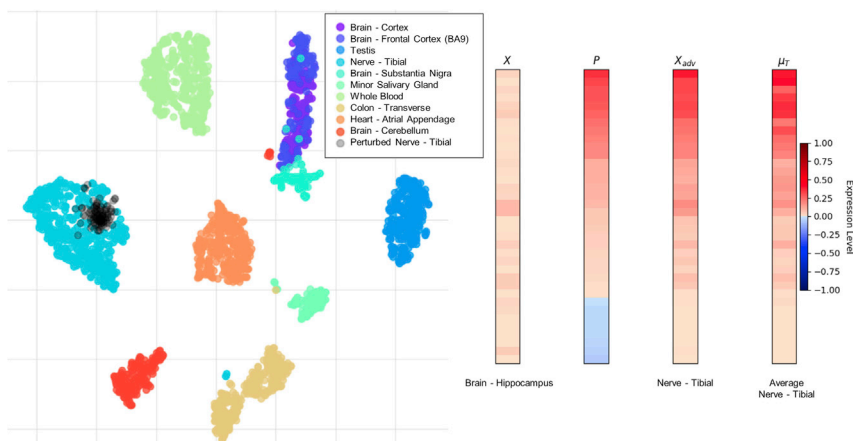 Brain - Cortex
Brain - Frontal Cortex (BA9)
Testis
Nerve - Tibial
Brain - Substantia Nigra
Minor Salivary Gland
Whole Blood
Colon - Transverse
Heart - Atrial Appendage
Brain - Cerebellum
Perturbed Nerve - Tibial
X
P
X_adv
μ_T
1.00
0.75
0.50
0.25
0.00
−0.25
−0.50
−0.75
−1.00
Expression Level
Brain - Hippocampus
Nerve - Tibial
Average
Nerve - Tibial